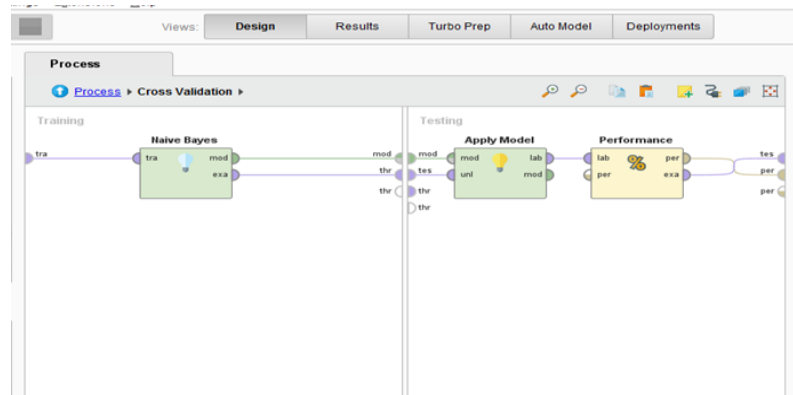 Views: Design Results Turbo Prep Auto Model Deployments
Process
Process ▸ Cross Validation ▸
Training
Testing
Naive Bayes
Apply Model
Performance
tra
tra
mod
mod
mod
mod
lab
lab
per
tes
exa
thr
tes
unl
mod
per
exa
per
thr
thr
per
thr